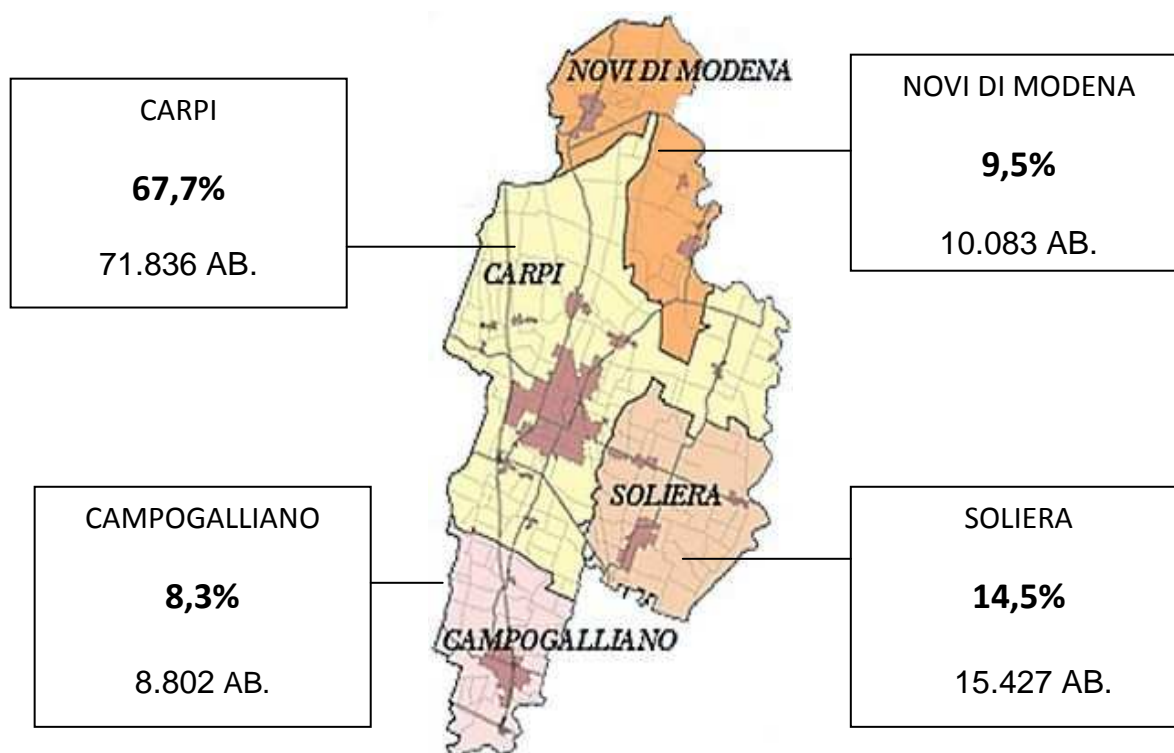 NOVI DI MODENA
CARPI
67,7%
71.836 AB.
NOVI DI MODENA
9,5%
10.083 AB.
CARPI
SOLIERA
CAMPOGALLIANO
CAMPOGALLIANO
8,3%
8.802 AB.
SOLIERA
14,5%
15.427 AB.